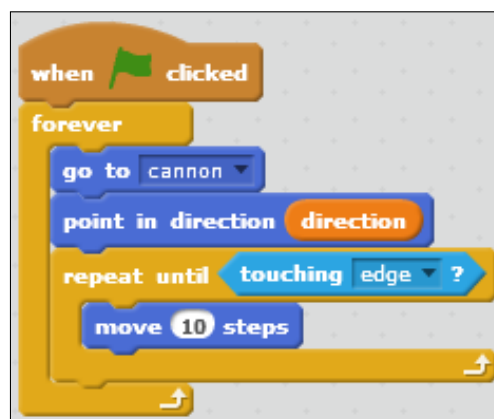 when clicked
forever
go to cannon
point in direction direction
repeat until touching edge ?
move 10 steps